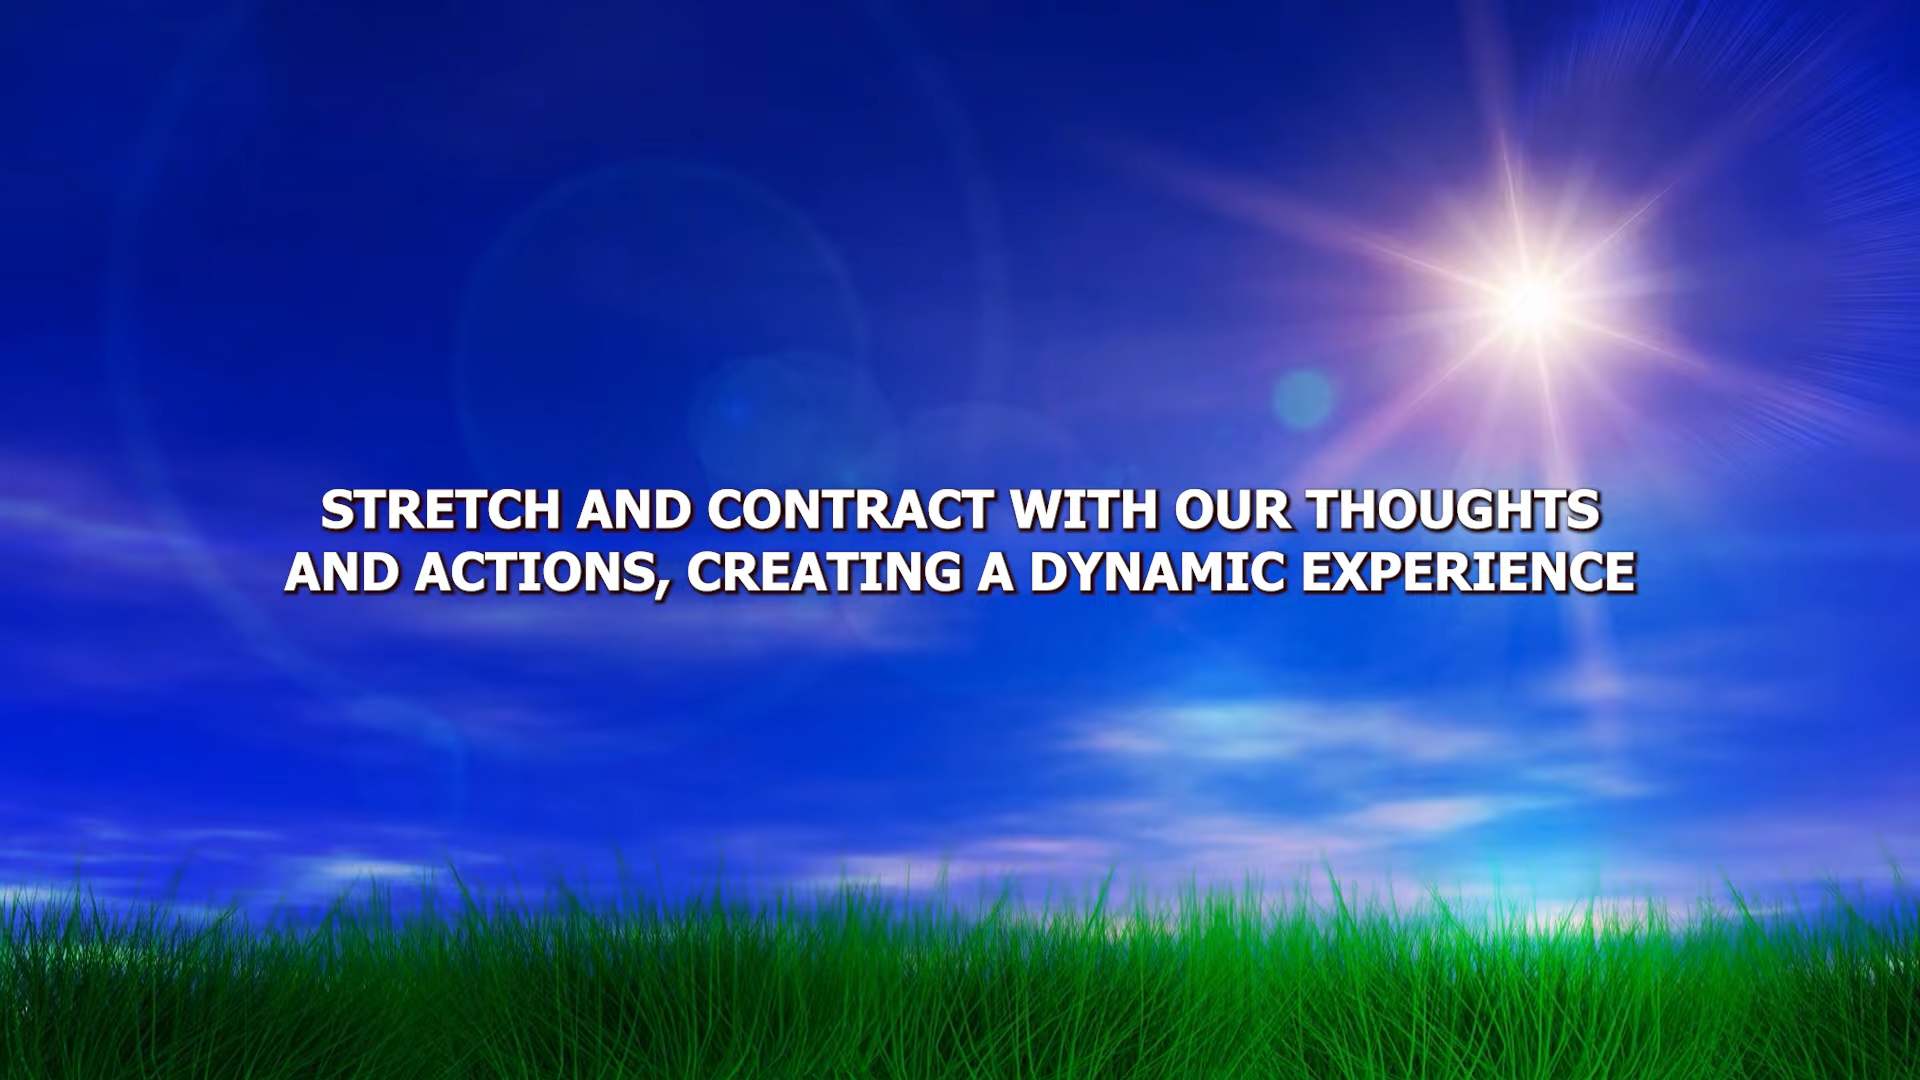 STRETCH AND CONTRACT WITH OUR THOUGHTS
AND ACTIONS, CREATING A DYNAMIC EXPERIENCE